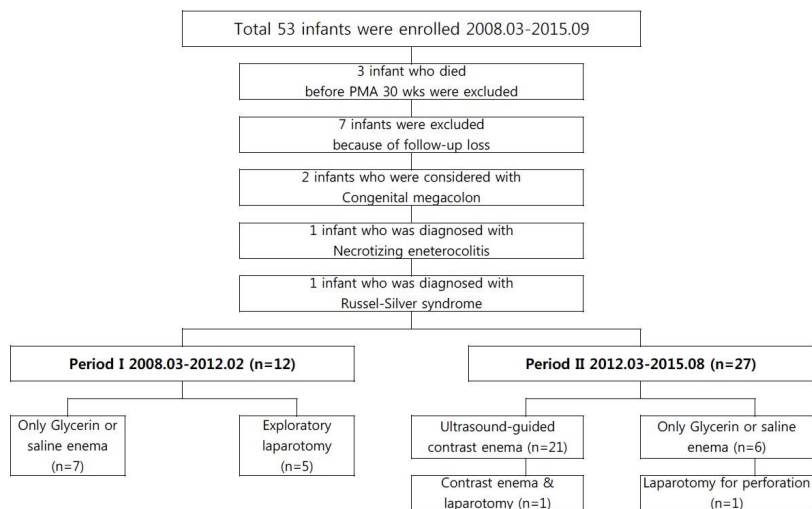 Total 53 infants were enrolled 2008.03-2015.09
3 infant who died
before PMA 30 wks were excluded
7 infants were excluded
because of follow-up loss
2 infants who were considered with
Congenital megacolon
1 infant who was diagnosed with
Necrotizing eneterocolitis
1 infant who was diagnosed with
Russel-Silver syndrome
Period I 2008.03-2012.02 (n=12)
Period II 2012.03-2015.08 (n=27)
Only Glycerin or
saline enema
(n=7)
Exploratory
laparotomy
(n=5)
Ultrasound-guided
contrast enema (n=21)
Only Glycerin or saline
enema (n=6)
Contrast enema &
laparotomy (n=1)
Laparotomy for perforation
(n=1)